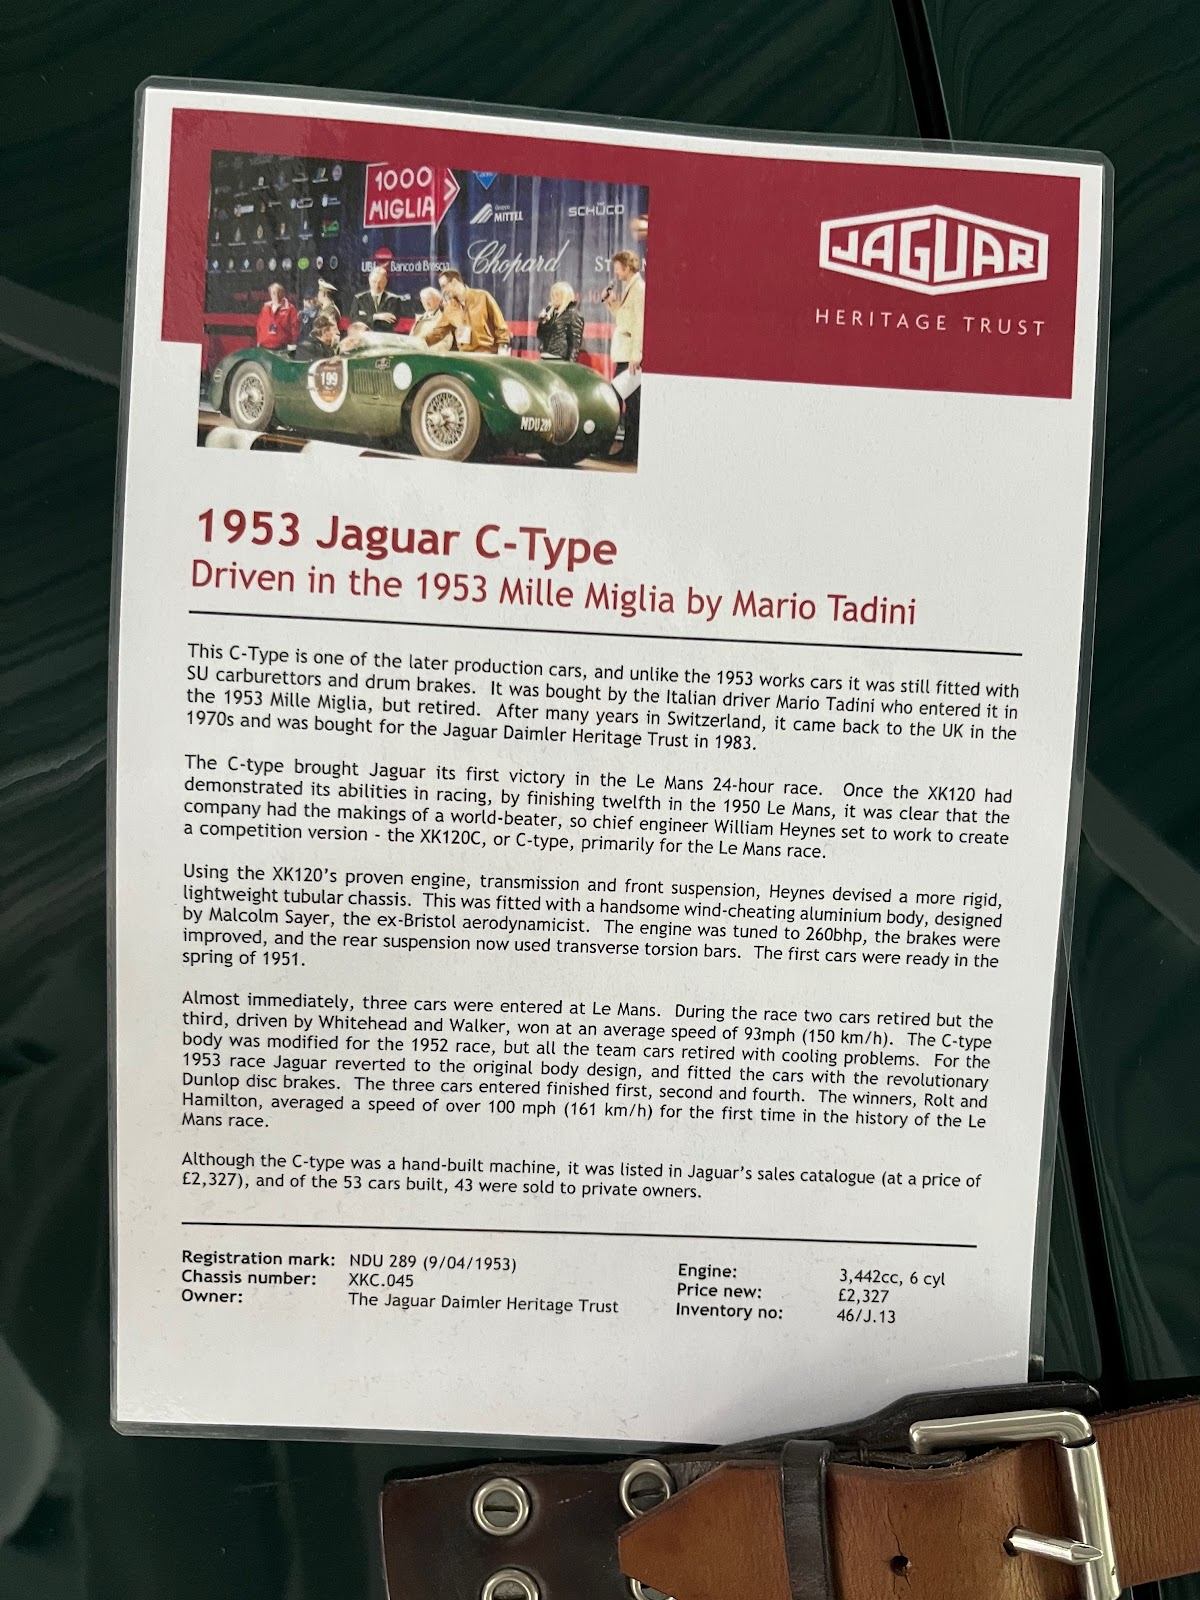 1000
MIGLIA
MITTEL
SCHÜCO
UBI Banco di Brescia
Chopard
ST
199
NDU 289
JAGUAR
HERITAGE TRUST
1953 Jaguar C-Type
Driven in the 1953 Mille Miglia by Mario Tadini
This C-Type is one of the later production cars, and unlike the 1953 works cars it was still fitted with
SU carburettors and drum brakes. It was bought by the Italian driver Mario Tadini who entered it in
the 1953 Mille Miglia, but retired. After many years in Switzerland, it came back to the UK in the
1970s and was bought for the Jaguar Daimler Heritage Trust in 1983.
The C-type brought Jaguar its first victory in the Le Mans 24-hour race. Once the XK120 had
demonstrated its abilities in racing, by finishing twelfth in the 1950 Le Mans, it was clear that the
company had the makings of a world-beater, so chief engineer William Heynes set to work to create
a competition version - the XK120C, or C-type, primarily for the Le Mans race.
Using the XK120's proven engine, transmission and front suspension, Heynes devised a more rigid,
lightweight tubular chassis. This was fitted with a handsome wind-cheating aluminium body, designed
by Malcolm Sayer, the ex-Bristol aerodynamicist. The engine was tuned to 260bhp, the brakes were
improved, and the rear suspension now used transverse torsion bars. The first cars were ready in the
spring of 1951.
Almost immediately, three cars were entered at Le Mans. During the race two cars retired but the
third, driven by Whitehead and Walker, won at an average speed of 93mph (150 km/h). The C-type
body was modified for the 1952 race, but all the team cars retired with cooling problems. For the
1953 race Jaguar reverted to the original body design, and fitted the cars with the revolutionary
Dunlop disc brakes. The three cars entered finished first, second and fourth. The winners, Rolt and
Hamilton, averaged a speed of over 100 mph (161 km/h) for the first time in the history of the Le
Mans race.
Although the C-type was a hand-built machine, it was listed in Jaguar's sales catalogue (at a price of
£2,327), and of the 53 cars built, 43 were sold to private owners.
Registration mark: NDU 289 (9/04/1953)
Chassis number: XKC.045
Owner: The Jaguar Daimler Heritage Trust
Engine: 3,442cc, 6 cyl
Price new: £2,327
Inventory no: 46/J.13